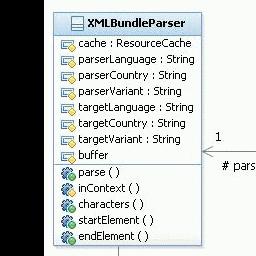 XMLBundleParser
cache : ResourceCache
parserLanguage : String
parserCountry : String
parserVariant : String
targetLanguage : String
targetCountry : String
targetVariant : String
buffer
parse ( )
inContext ( )
characters ( )
startElement ( )
endElement ( )
1
# pars